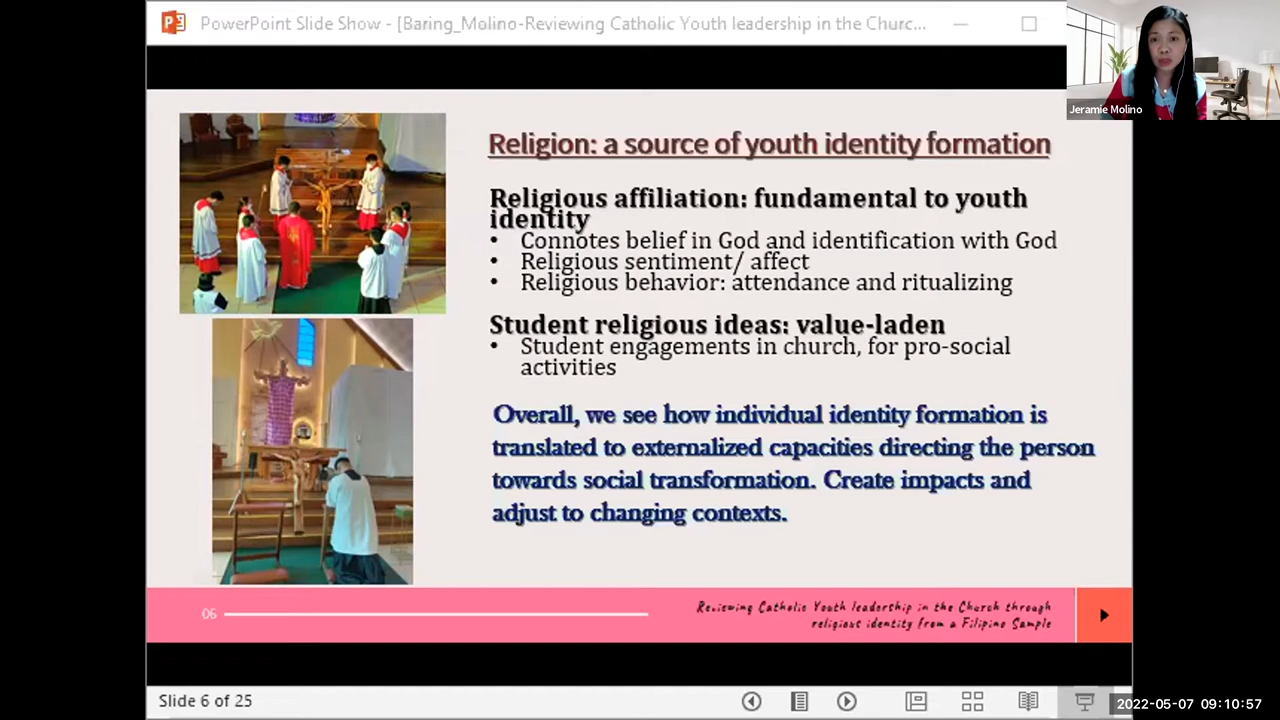 PowerPoint Slide Show - [Baring_Molino-Reviewing Catholic Youth leadership in the Churc...
Jeramie Molino
Religion: a source of youth identity formation
Religious affiliation: fundamental to youth
identity
• Connotes belief in God and identification with God
• Religious sentiment/ affect
• Religious behavior: attendance and ritualizing
Student religious ideas: value-laden
• Student engagements in church, for pro-social
activities
Overall, we see how individual identity formation is
translated to externalized capacities directing the person
towards social transformation. Create impacts and
adjust to changing contexts.
06
Reviewing Catholic Youth leadership in the Church through
religious identity from a Filipino Sample
Slide 6 of 25
2022-05-07 09:10:57